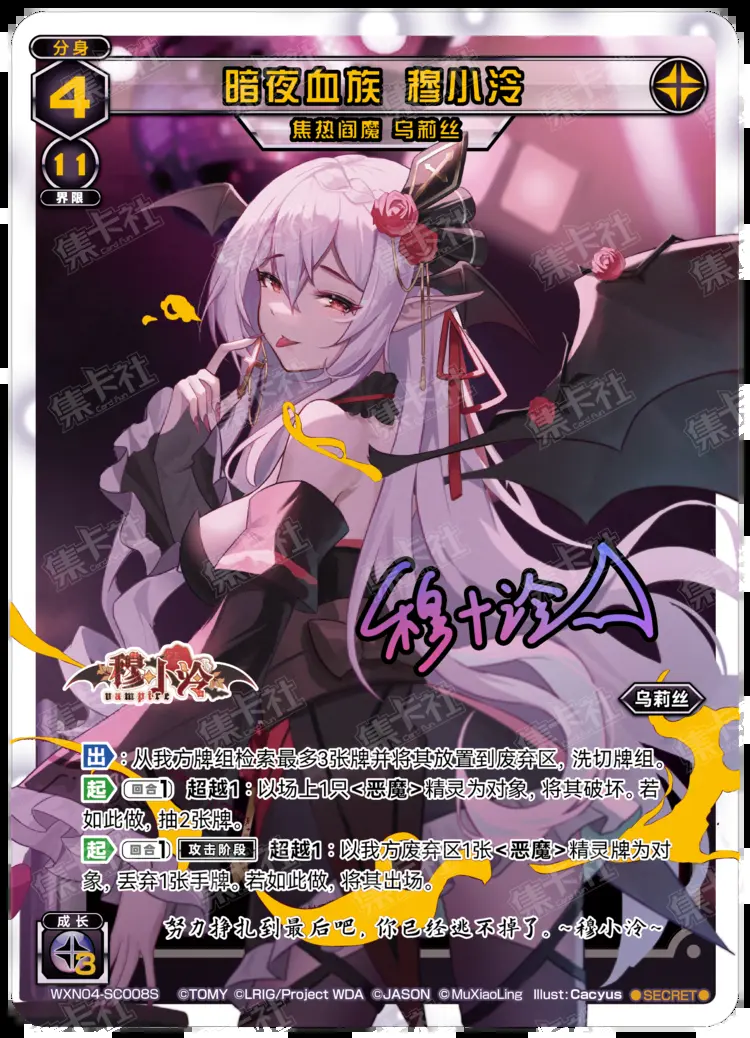 分身
4
暗夜血族 穆小泠
焦热阎魔 乌莉丝
11
界限
集卡社
穆小泠
穆小泠
vampire
乌莉丝
出：从我方牌组检索最多3张牌并将其放置到废弃区，洗切牌组。
起 回合1 超越1：以场上1只<恶魔>精灵为对象，将其破坏。若
如此做，抽2张牌。
起 回合1 攻击阶段 超越1：以我方废弃区1张<恶魔>精灵牌为对
象，丢弃1张手牌。若如此做，将其出场。
努力挣扎到最后吧，你已经逃不掉了。~穆小泠~
成长
3
WXN04-SC008S ©TOMY ©LRIG/Project WDA ©JASON ©MuXiaoLing Illust:Cacyus ●SECRET●